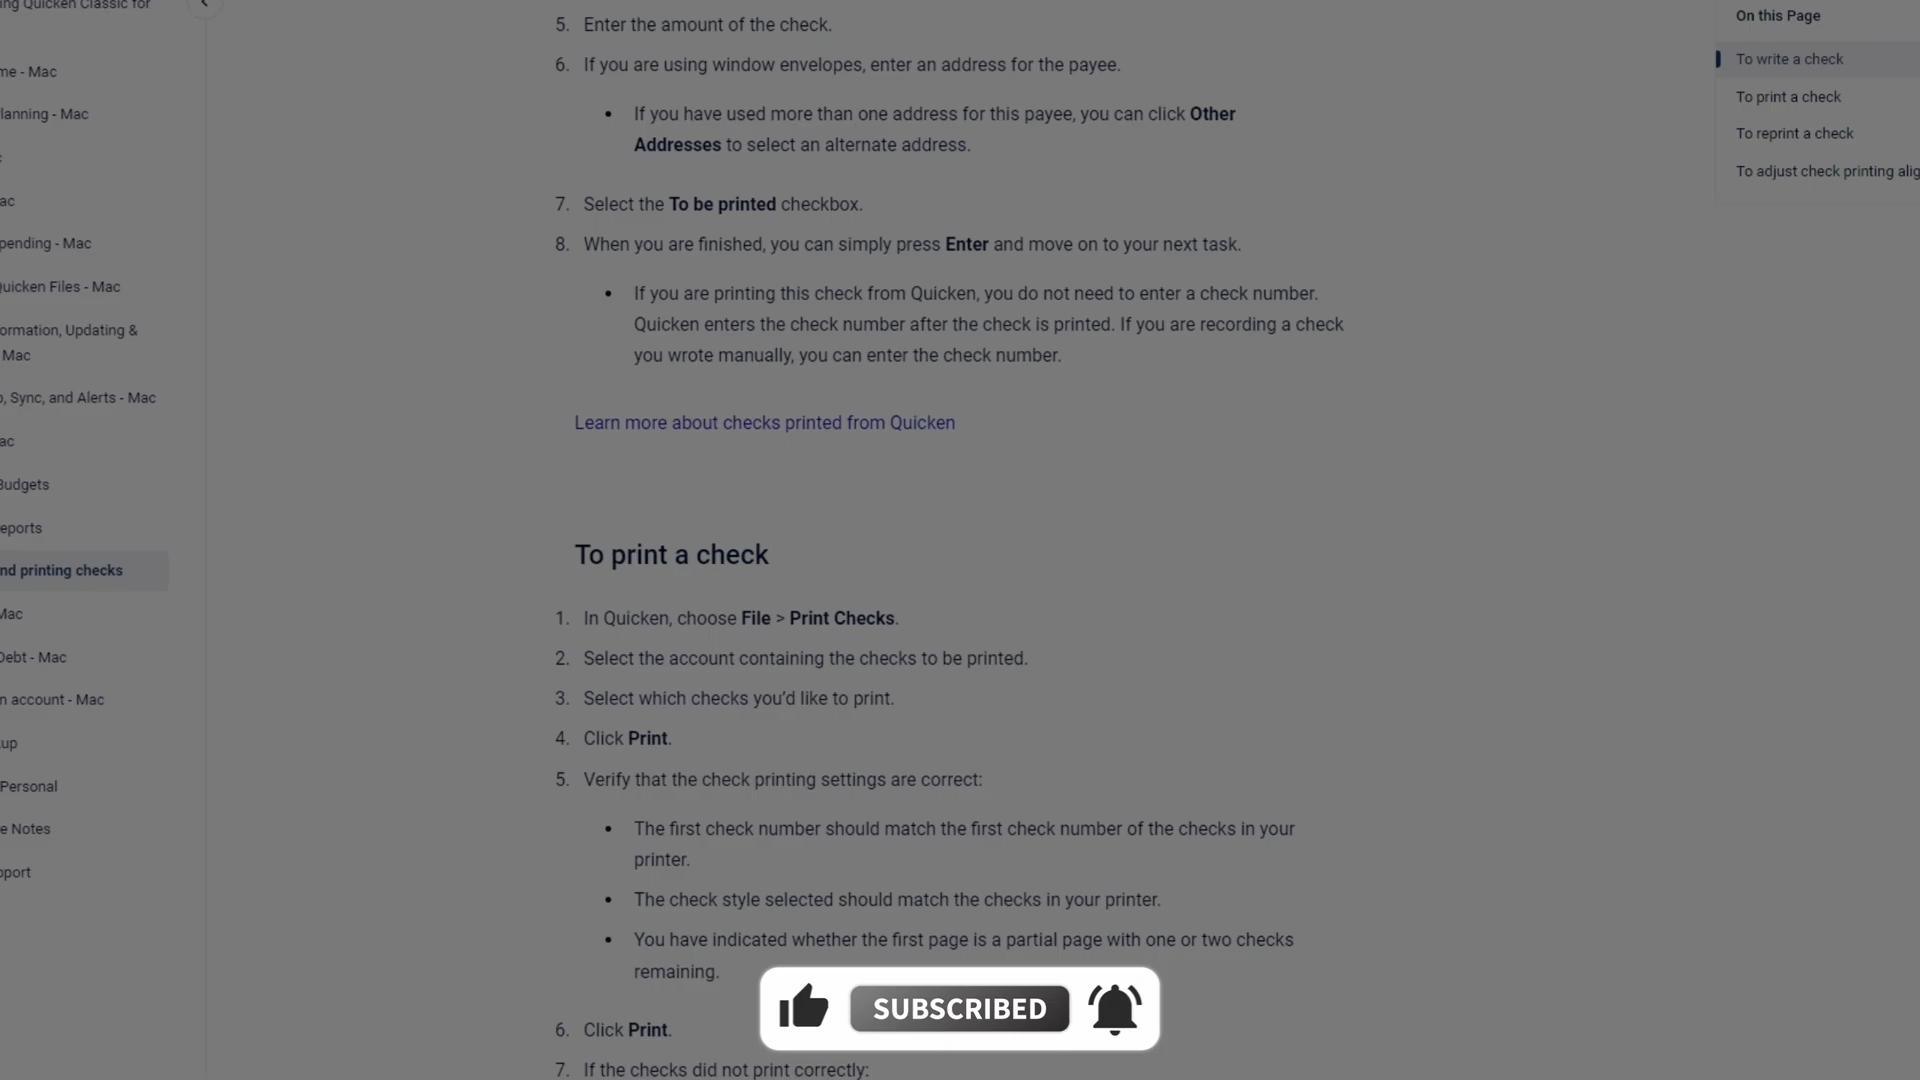 ing Quicken Classic for
me - Mac
lanning - Mac
ac
pending - Mac
Quicken Files - Mac
ormation, Updating &
Mac
, Sync, and Alerts - Mac
ac
Budgets
eports
nd printing checks
Mac
Debt - Mac
n account - Mac
up
Personal
e Notes
pport
5. Enter the amount of the check.
6. If you are using window envelopes, enter an address for the payee.
• If you have used more than one address for this payee, you can click Other
Addresses to select an alternate address.
7. Select the To be printed checkbox.
8. When you are finished, you can simply press Enter and move on to your next task.
• If you are printing this check from Quicken, you do not need to enter a check number.
Quicken enters the check number after the check is printed. If you are recording a check
you wrote manually, you can enter the check number.
Learn more about checks printed from Quicken
To print a check
1. In Quicken, choose File > Print Checks.
2. Select the account containing the checks to be printed.
3. Select which checks you'd like to print.
4. Click Print.
5. Verify that the check printing settings are correct:
• The first check number should match the first check number of the checks in your
printer.
• The check style selected should match the checks in your printer.
• You have indicated whether the first page is a partial page with one or two checks
remaining.
SUBSCRIBED
6. Click Print.
7. If the checks did not print correctly:
On this Page
To write a check
To print a check
To reprint a check
To adjust check printing alig